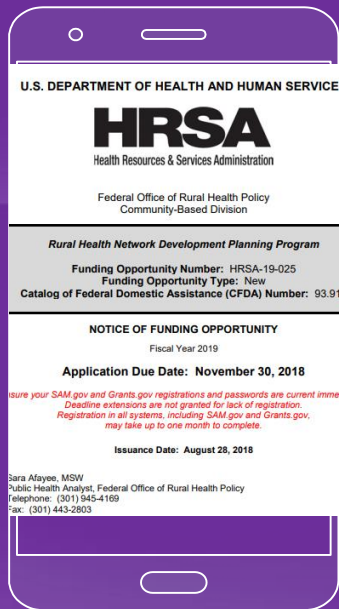 U.S. DEPARTMENT OF HEALTH AND HUMAN SERVICE
HRSA
Health Resources & Services Administration
Federal Office of Rural Health Policy
Community-Based Division
Rural Health Network Development Planning Program
Funding Opportunity Number: HRSA-19-025
Funding Opportunity Type: New
Catalog of Federal Domestic Assistance (CFDA) Number: 93.91
NOTICE OF FUNDING OPPORTUNITY
Fiscal Year 2019
Application Due Date: November 30, 2018
sure your SAM.gov and Grants.gov registrations and passwords are current imme
Deadline extensions are not granted for lack of registration.
Registration in all systems, including SAM.gov and Grants.gov,
may take up to one month to complete.
Issuance Date: August 28, 2018
Sara Afayee, MSW
Public Health Analyst, Federal Office of Rural Health Policy
Telephone: (301) 945-4169
Fax: (301) 443-2803